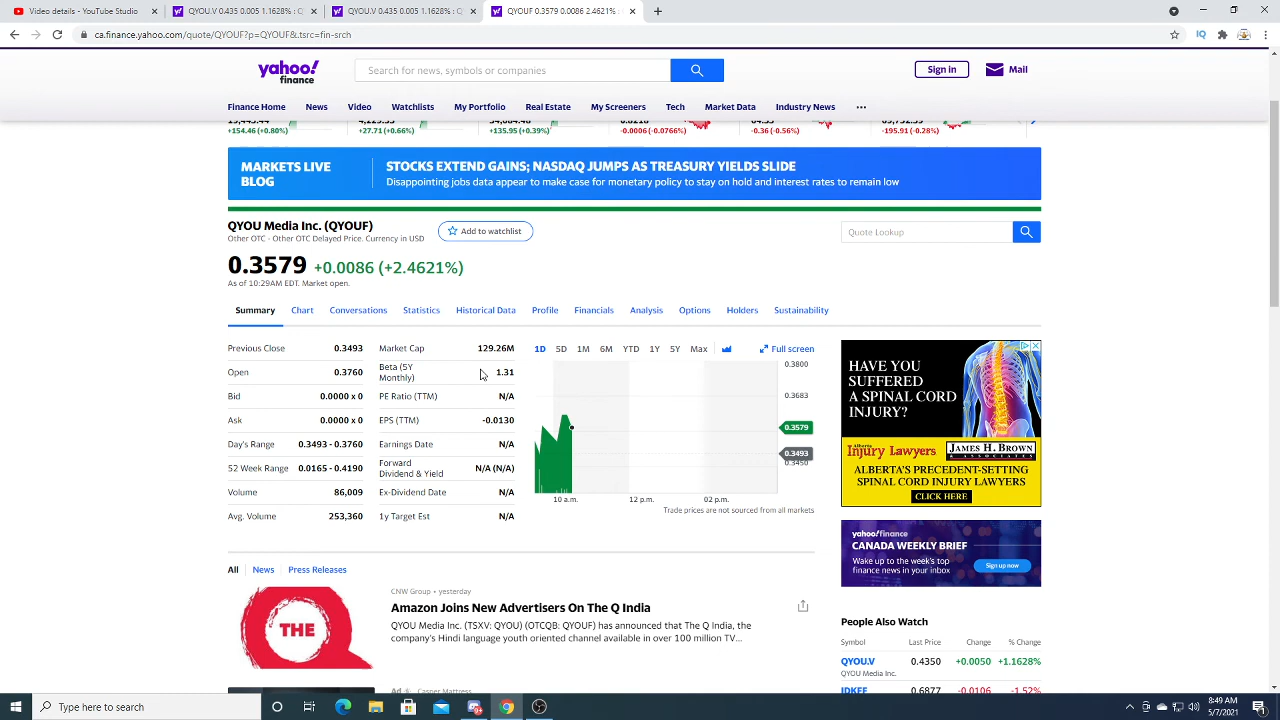 Video details - YouTube Studio
QYOU.V 0.435 0.005 1.1628%
QYOU.V 0.435 0.005 1.1628%
QYOUF 0.3579 0.0086 2.4621%
ca.finance.yahoo.com/quote/QYOUF?p=QYOUF&.tsrc=fin-srch
IQ
yahoo!
finance
Search for news, symbols or companies
Sign in
Mail
Finance Home News Video Watchlists My Portfolio Real Estate My Screeners Tech Market Data Industry News ...
+154.46 (+0.80%) +27.71 (+0.66%) +135.95 (+0.39%) -0.0006 (-0.0766%) -0.36 (-0.56%) -195.91 (-0.28%)
MARKETS LIVE BLOG
STOCKS EXTEND GAINS; NASDAQ JUMPS AS TREASURY YIELDS SLIDE
Disappointing jobs data appear to make case for monetary policy to stay on hold and interest rates to remain low
QYOU Media Inc. (QYOUF)
Other OTC - Other OTC Delayed Price. Currency in USD
Add to watchlist
Quote Lookup
0.3579 +0.0086 (+2.4621%)
As of 10:29AM EDT. Market open.
Summary Chart Conversations Statistics Historical Data Profile Financials Analysis Options Holders Sustainability
Previous Close 0.3493
Open 0.3760
Bid 0.0000 x 0
Ask 0.0000 x 0
Day's Range 0.3493 - 0.3760
52 Week Range 0.0165 - 0.4190
Volume 86,009
Avg. Volume 253,360
Market Cap 129.26M
Beta (5Y Monthly) 1.31
PE Ratio (TTM) N/A
EPS (TTM) -0.0130
Earnings Date N/A
Forward Dividend & Yield N/A (N/A)
Ex-Dividend Date N/A
1y Target Est N/A
1D 5D 1M 6M YTD 1Y 5Y Max
Full screen
0.3800
0.3683
0.3579
0.3493
0.3450
10 a.m. 12 p.m. 02 p.m.
Trade prices are not sourced from all markets
HAVE YOU
SUFFERED
A SPINAL CORD
INJURY?
Alberta
Injury Lawyers
JAMES H. BROWN
& ASSOCIATES
ALBERTA'S PRECEDENT-SETTING
SPINAL CORD INJURY LAWYERS
CLICK HERE
yahoo!finance
CANADA WEEKLY BRIEF
Wake up to the week's top
finance news in your inbox
Sign up now
All News Press Releases
THE
CNW Group • yesterday
Amazon Joins New Advertisers On The Q India
QYOU Media Inc. (TSXV: QYOU) (OTCQB: QYOUF) has announced that The Q India, the
company's Hindi language youth oriented channel available in over 100 million TV...
Ad Casper Mattress
People Also Watch
Symbol Last Price Change % Change
QYOU.V 0.4350 +0.0050 +1.1628%
QYOU Media Inc.
IDKFF 0.6877 -0.0106 -1.52%
Type here to search
8:49 AM
5/7/2021